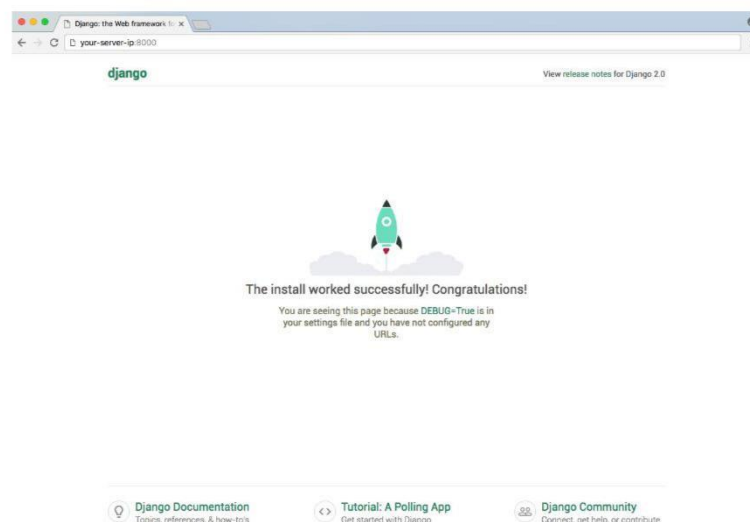 Django: the Web framework fo
your-server-ip:8000
django
View release notes for Django 2.0
The install worked successfully! Congratulations!
You are seeing this page because DEBUG=True is in
your settings file and you have not configured any
URLs.
Django Documentation
Topics, references, & how-to's
Tutorial: A Polling App
Get started with Django
Django Community
Connect, get help, or contribute